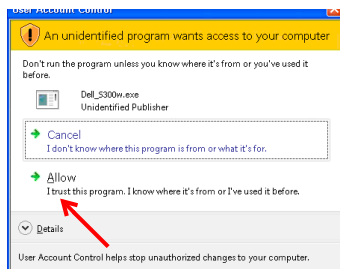 User Account Control
An unidentified program wants access to your computer
Don't run the program unless you know where it's from or you've used it
before.
Dell_S300w.exe
Unidentified Publisher
Cancel
I don't know where this program is from or what it's for.
Allow
I trust this program. I know where it's from or I've used it before.
Details
User Account Control helps stop unauthorized changes to your computer.